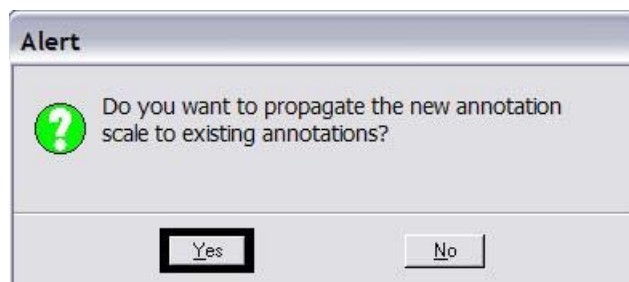 Alert
Do you want to propagate the new annotation
scale to existing annotations?
Yes No